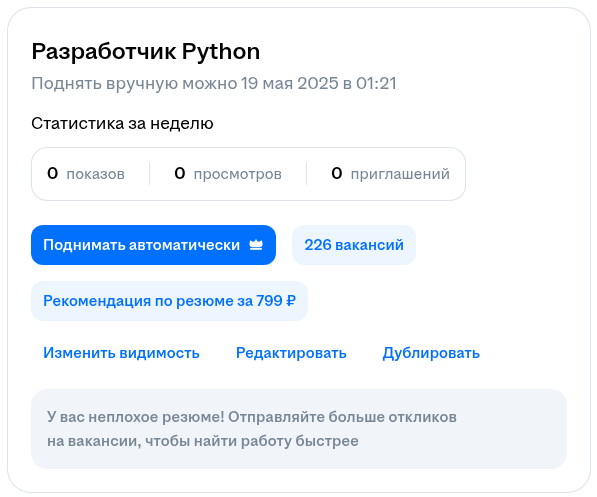 Разработчик Python
Поднять вручную можно 19 мая 2025 в 01:21
Статистика за неделю
0 показов 0 просмотров 0 приглашений
Поднимать автоматически 226 вакансий
Рекомендация по резюме за 799 ₽
Изменить видимость Редактировать Дублировать
У вас неплохое резюме! Отправляйте больше откликов
на вакансии, чтобы найти работу быстрее